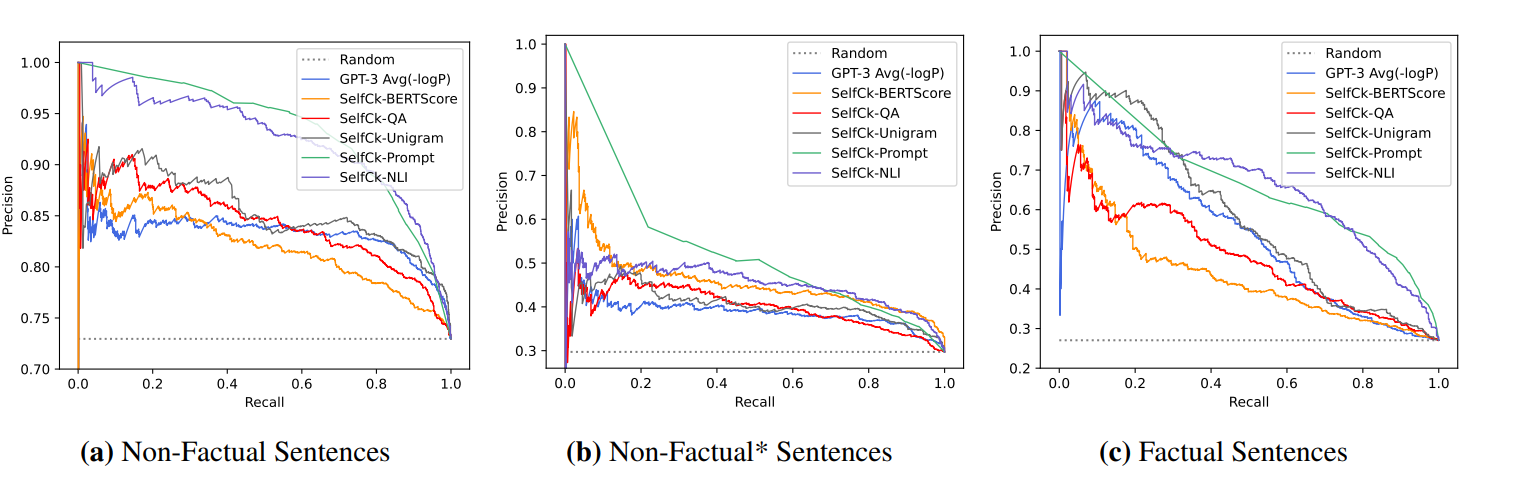 1.00
0.95
0.90
0.85
0.80
0.75
0.70
Precision
0.0 0.2 0.4 0.6 0.8 1.0
Recall
Random
GPT-3 Avg(-logP)
SelfCk-BERTScore
SelfCk-QA
SelfCk-Unigram
SelfCk-Prompt
SelfCk-NLI
(a) Non-Factual Sentences
1.0
0.9
0.8
0.7
0.6
0.5
0.4
0.3
Precision
0.0 0.2 0.4 0.6 0.8 1.0
Recall
Random
GPT-3 Avg(-logP)
SelfCk-BERTScore
SelfCk-QA
SelfCk-Unigram
SelfCk-Prompt
SelfCk-NLI
(b) Non-Factual* Sentences
1.0
0.9
0.8
0.7
0.6
0.5
0.4
0.3
0.2
Precision
0.0 0.2 0.4 0.6 0.8 1.0
Recall
Random
GPT-3 Avg(-logP)
SelfCk-BERTScore
SelfCk-QA
SelfCk-Unigram
SelfCk-Prompt
SelfCk-NLI
(c) Factual Sentences